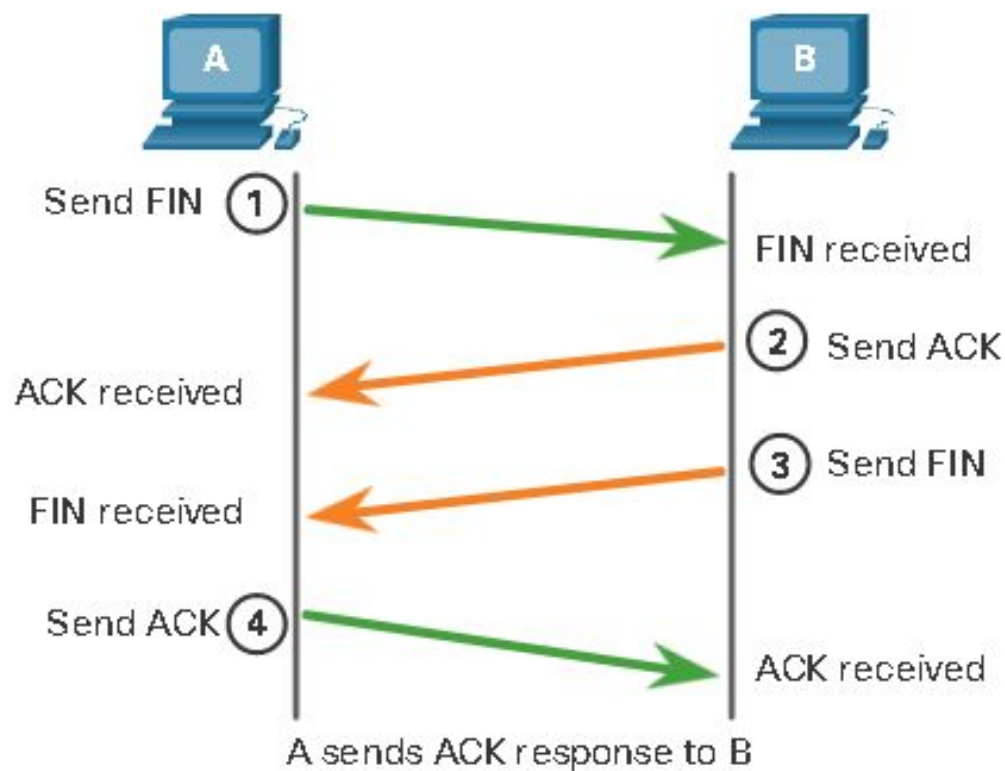 A
B
Send FIN 1
FIN received
2 Send ACK
ACK received
3 Send FIN
FIN received
Send ACK 4
ACK received
A sends ACK response to B